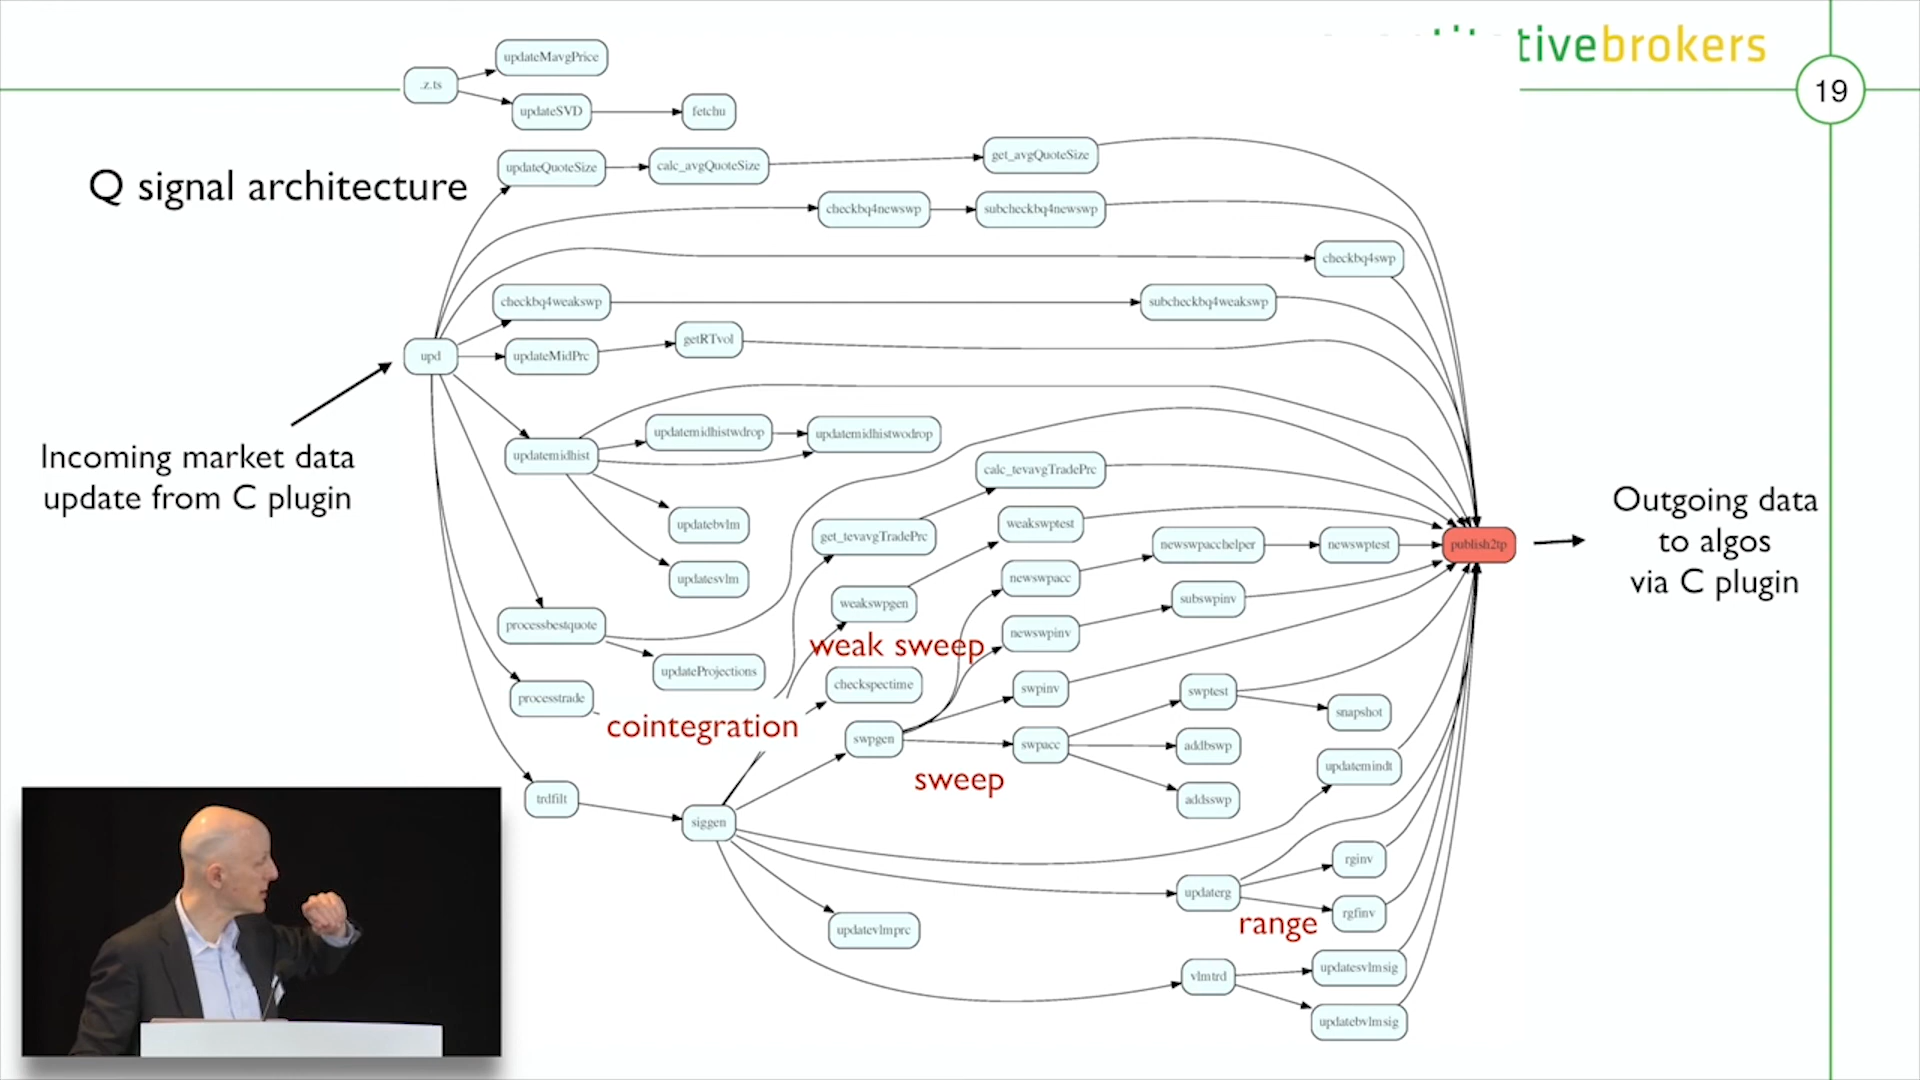 tivebrokers
19
Q signal architecture
.z.ts
updateMavgPrice
updateSVD
fetchu
updateQuoteSize
calc_avgQuoteSize
get_avgQuoteSize
checkbq4newswp
subcheckbq4newswp
checkbq4swp
checkbq4weakswp
subcheckbq4weakswp
upd
updateMidPrc
getRTvol
Incoming market data
update from C plugin
updatemidhist
updatemidhistwdrop
updatemidhistwodrop
updatebvlm
updatesvlm
calc_tevavgTradePrc
get_tevavgTradePrc
weakswptest
weakswpgen
weak sweep
newswpacc
newswpacchelper
newswptest
newswpinv
subswpinv
publish2tp
Outgoing data
to algos
via C plugin
processbestquote
updateProjections
processtrade
cointegration
checkspectime
swpinv
swpgen
swpacc
sweep
swptest
snapshot
addbswp
addsswp
updatemindt
trdfilt
siggen
updaterg
rginv
rgfinv
range
updatevlmprc
vlmtrd
updatesvlmsig
updatebvlmsig